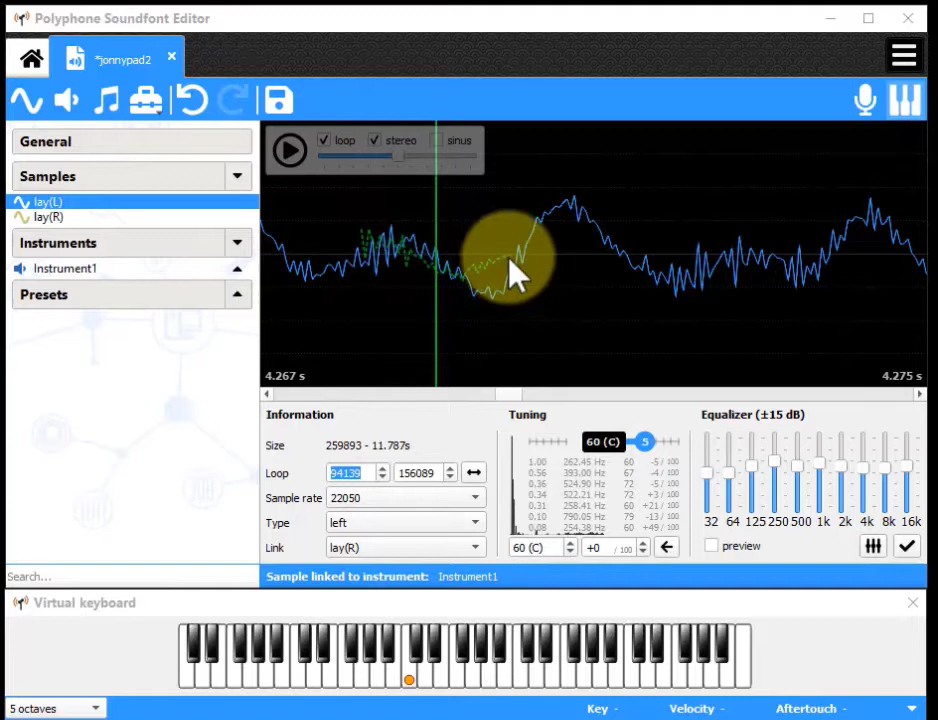 Polyphone Soundfont Editor
*jonnypad2
loop stereo sinus
General
Samples
lay(L)
lay(R)
Instruments
Instrument1
Presets
Search...
4.267 s 4.275 s
Information
Size 259893 - 11.787s
Loop 94139 156089
Sample rate 22050
Type left
Link lay(R)
Tuning
60 (C) 5
1.00 262.45 Hz 60 -5 / 100
0.56 393.00 Hz 67 -4 / 100
0.36 524.90 Hz 72 -5 / 100
0.34 522.21 Hz 72 +3 / 100
0.31 258.41 Hz 60 +21 / 100
0.10 790.05 Hz 79 -13 / 100
0.08 254.38 Hz 60 +49 / 100
60 (C) +0 / 100
Equalizer (±15 dB)
32 64 125 250 500 1k 2k 4k 8k 16k
preview
Sample linked to instrument: Instrument1
Virtual keyboard
5 octaves Key - Velocity - Aftertouch -